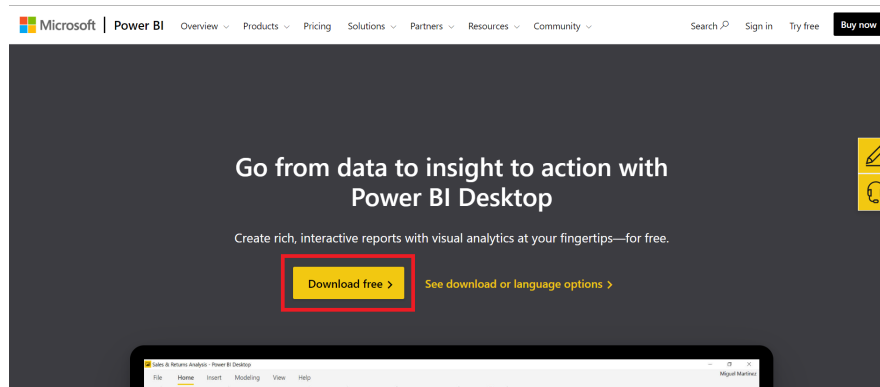 Microsoft | Power BI Overview Products Pricing Solutions Partners Resources Community Search Sign in Try free Buy now
Go from data to insight to action with
Power BI Desktop
Create rich, interactive reports with visual analytics at your fingertips—for free.
Download free > See download or language options >
Sales & Returns Analysis - Power BI Desktop
Miguel Martinez
File Home Insert Modeling View Help